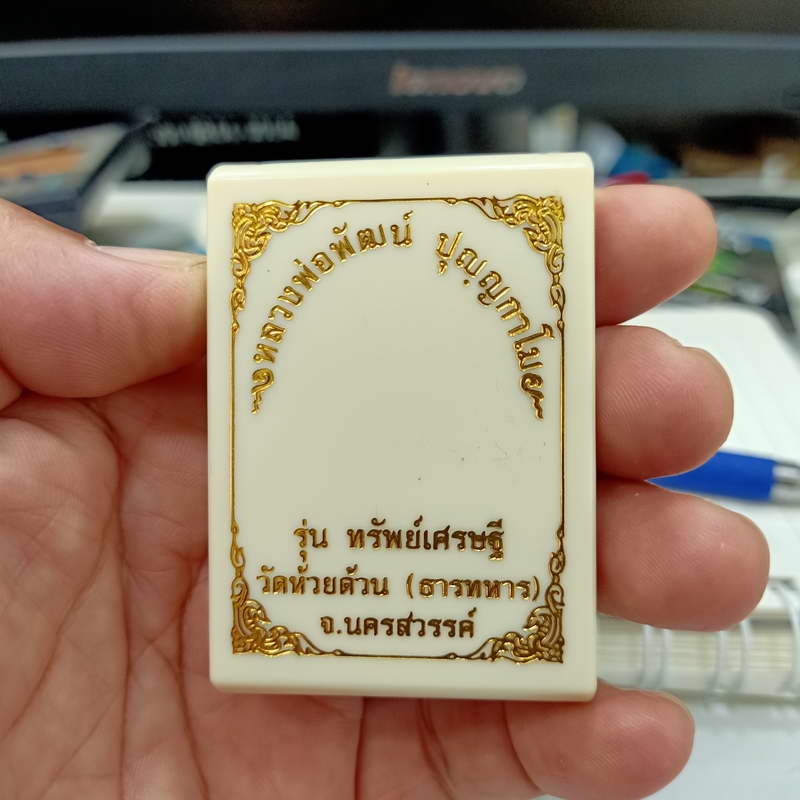 lenovo
๛หลวงพ่อพัฒน์ ปุญฺญกาโม๛
รุ่น ทรัพย์เศรษฐี
วัดห้วยด้วน (ธารทหาร)
จ.นครสวรรค์